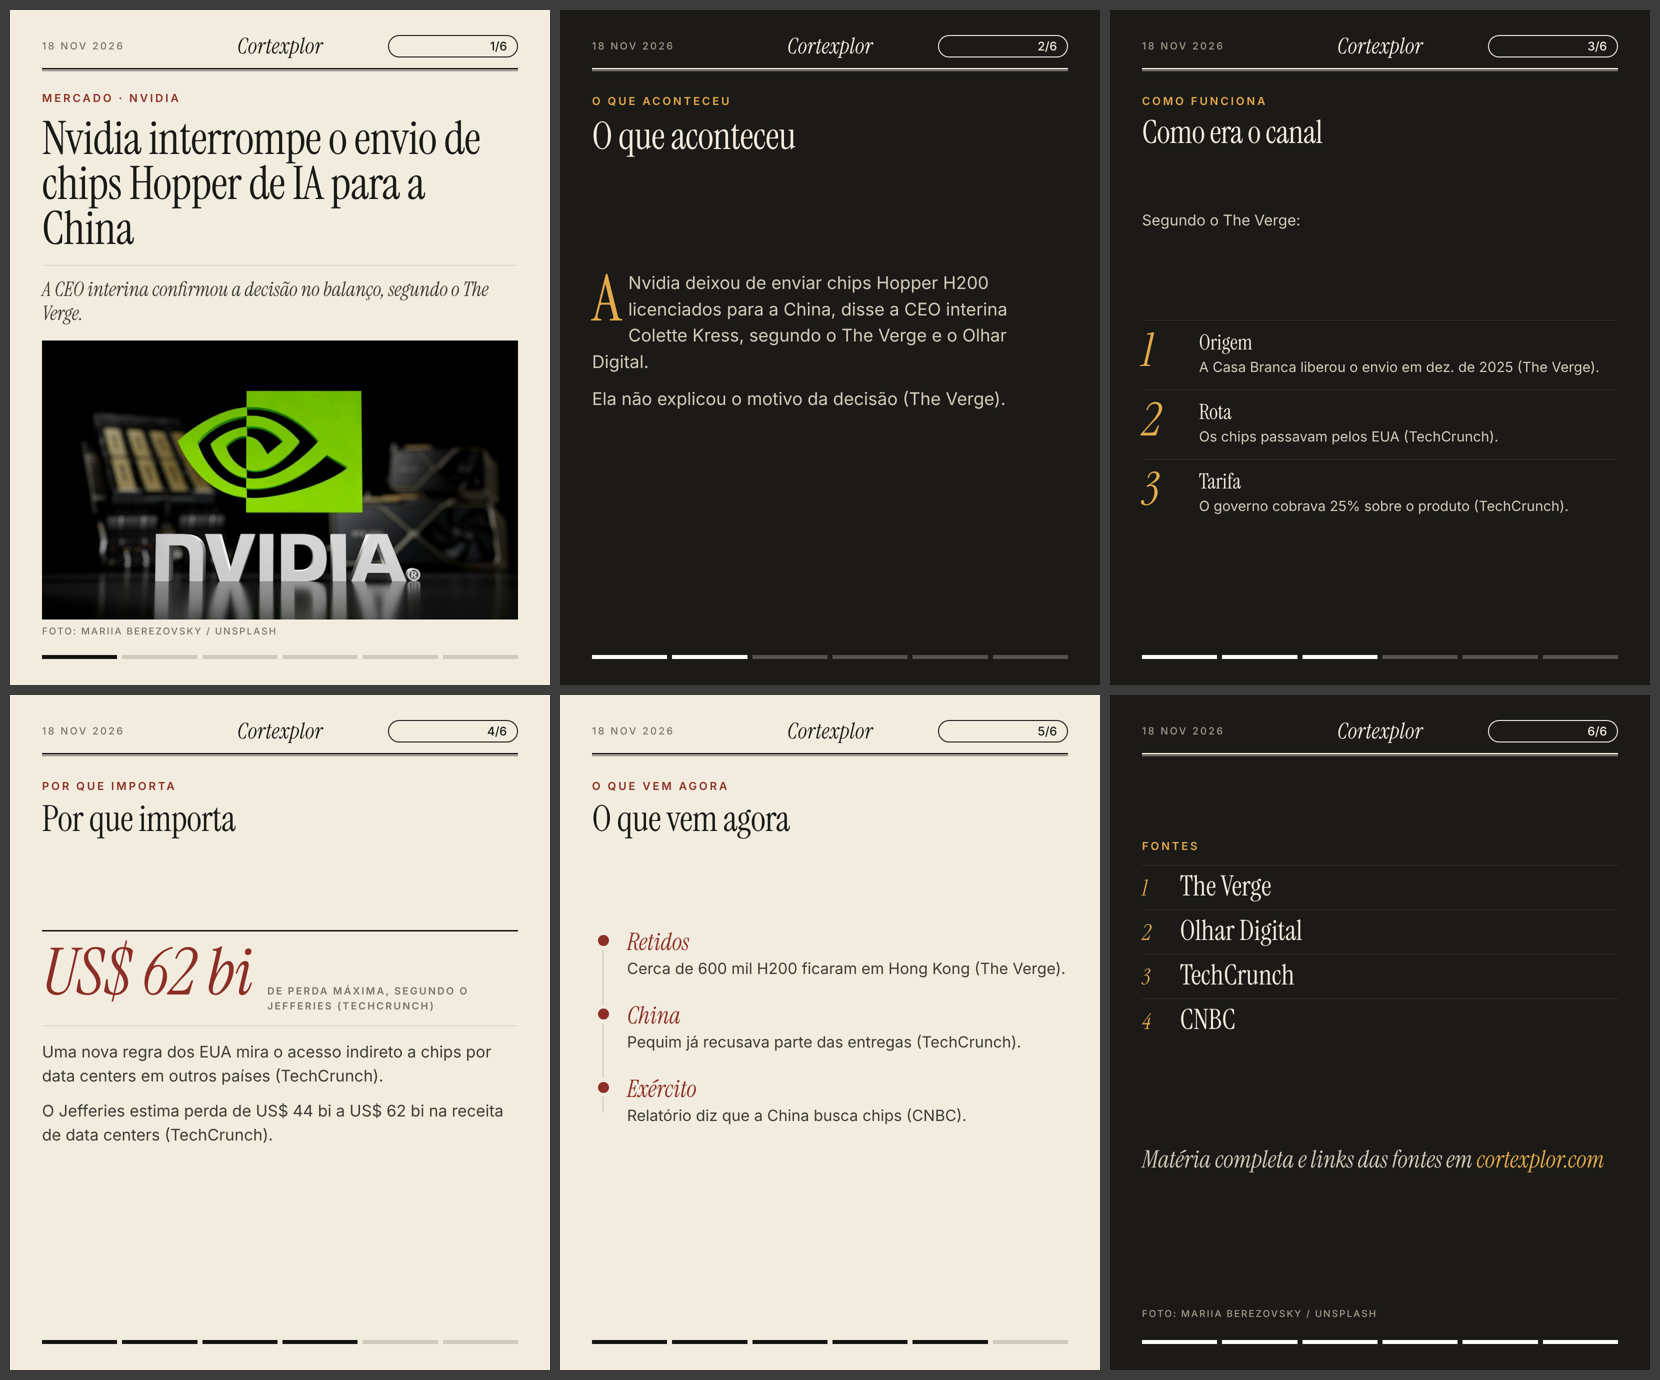 18 NOV 2026
Cortexplor
1/6
MERCADO · NVIDIA
Nvidia interrompe o envio de
chips Hopper de IA para a
China
A CEO interina confirmou a decisão no balanço, segundo o The
Verge.
NVIDIA®
FOTO: MARIIA BEREZOVSKY / UNSPLASH
18 NOV 2026
Cortexplor
2/6
O QUE ACONTECEU
O que aconteceu
A Nvidia deixou de enviar chips Hopper H200
licenciados para a China, disse a CEO interina
Colette Kress, segundo o The Verge e o Olhar
Digital.
Ela não explicou o motivo da decisão (The Verge).
18 NOV 2026
Cortexplor
3/6
COMO FUNCIONA
Como era o canal
Segundo o The Verge:
1
Origem
A Casa Branca liberou o envio em dez. de 2025 (The Verge).
2
Rota
Os chips passavam pelos EUA (TechCrunch).
3
Tarifa
O governo cobrava 25% sobre o produto (TechCrunch).
18 NOV 2026
Cortexplor
4/6
POR QUE IMPORTA
Por que importa
US$ 62 bi
DE PERDA MÁXIMA, SEGUNDO O
JEFFERIES (TECHCRUNCH)
Uma nova regra dos EUA mira o acesso indireto a chips por
data centers em outros países (TechCrunch).
O Jefferies estima perda de US$ 44 bi a US$ 62 bi na receita
de data centers (TechCrunch).
18 NOV 2026
Cortexplor
5/6
O QUE VEM AGORA
O que vem agora
Retidos
Cerca de 600 mil H200 ficaram em Hong Kong (The Verge).
China
Pequim já recusava parte das entregas (TechCrunch).
Exército
Relatório diz que a China busca chips (CNBC).
18 NOV 2026
Cortexplor
6/6
FONTES
1 The Verge
2 Olhar Digital
3 TechCrunch
4 CNBC
Matéria completa e links das fontes em cortexplor.com
FOTO: MARIIA BEREZOVSKY / UNSPLASH